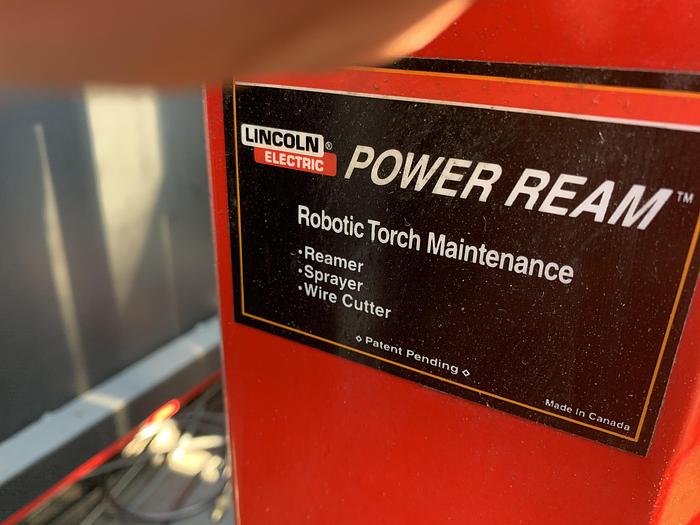 LINCOLN®
ELECTRIC
POWER REAM™
Robotic Torch Maintenance
•Reamer
•Sprayer
•Wire Cutter
◊ Patent Pending ◊
Made In Canada